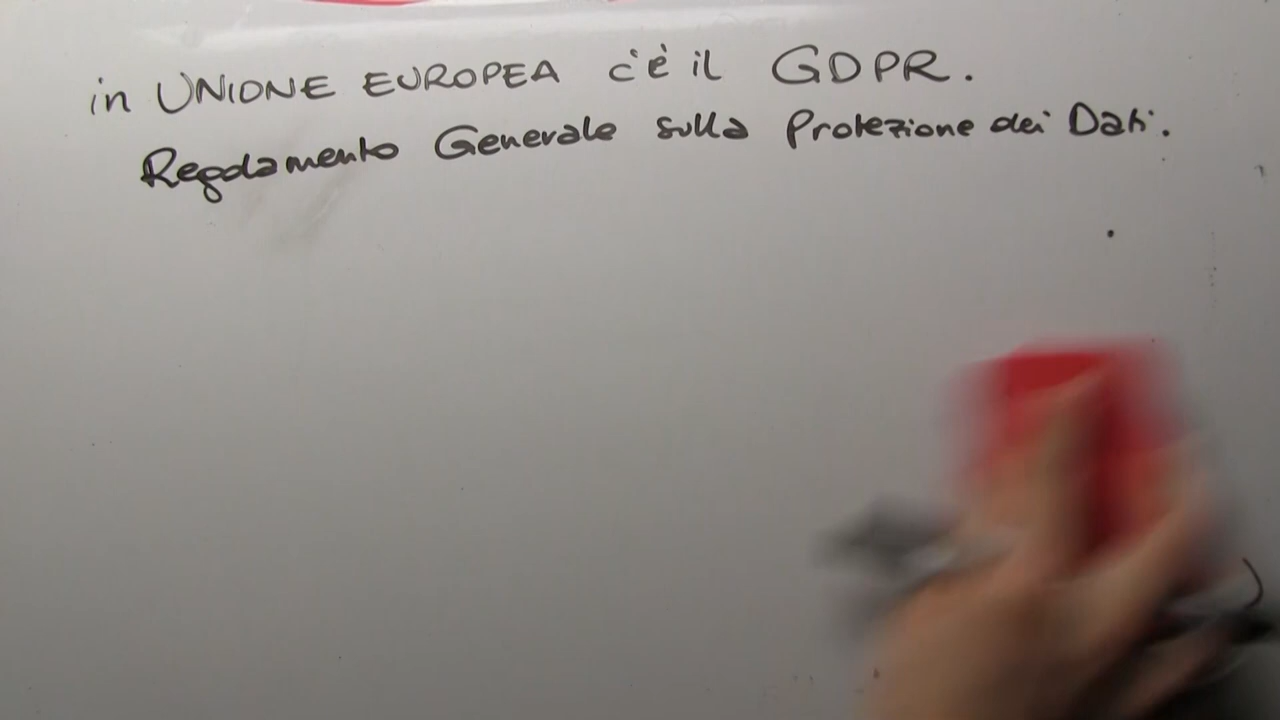 in UNIONE EUROPEA c'è il GDPR.
Regolamento Generale sulla Protezione dei Dati.